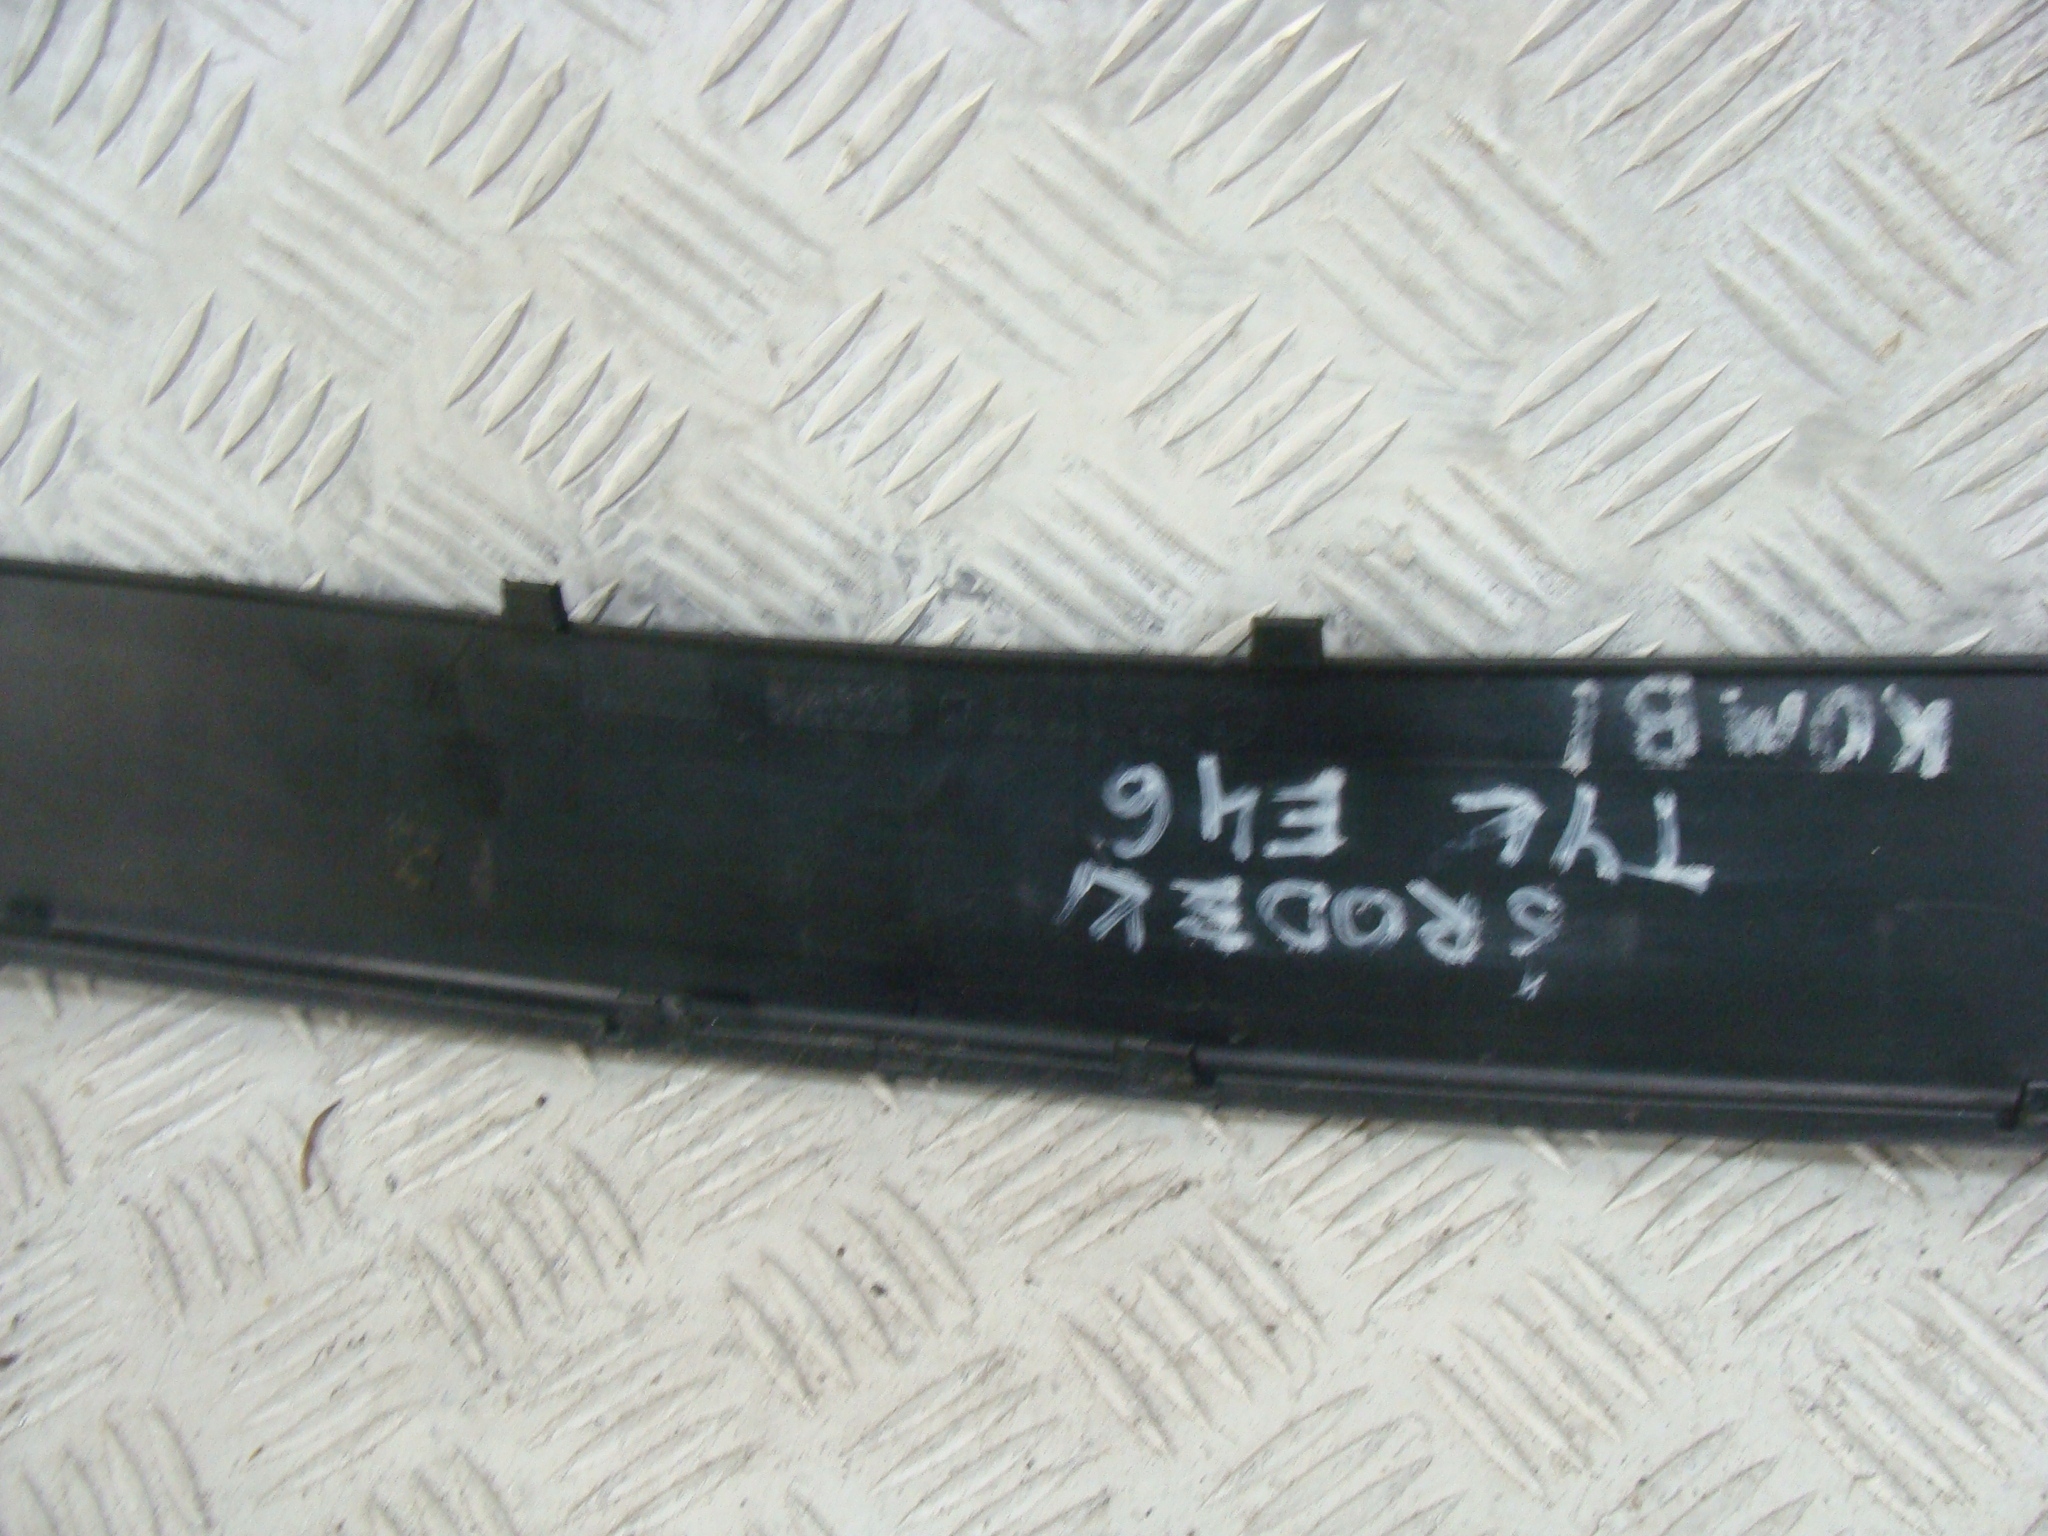 ŚRODEK
TYŁ E46
KOMBI